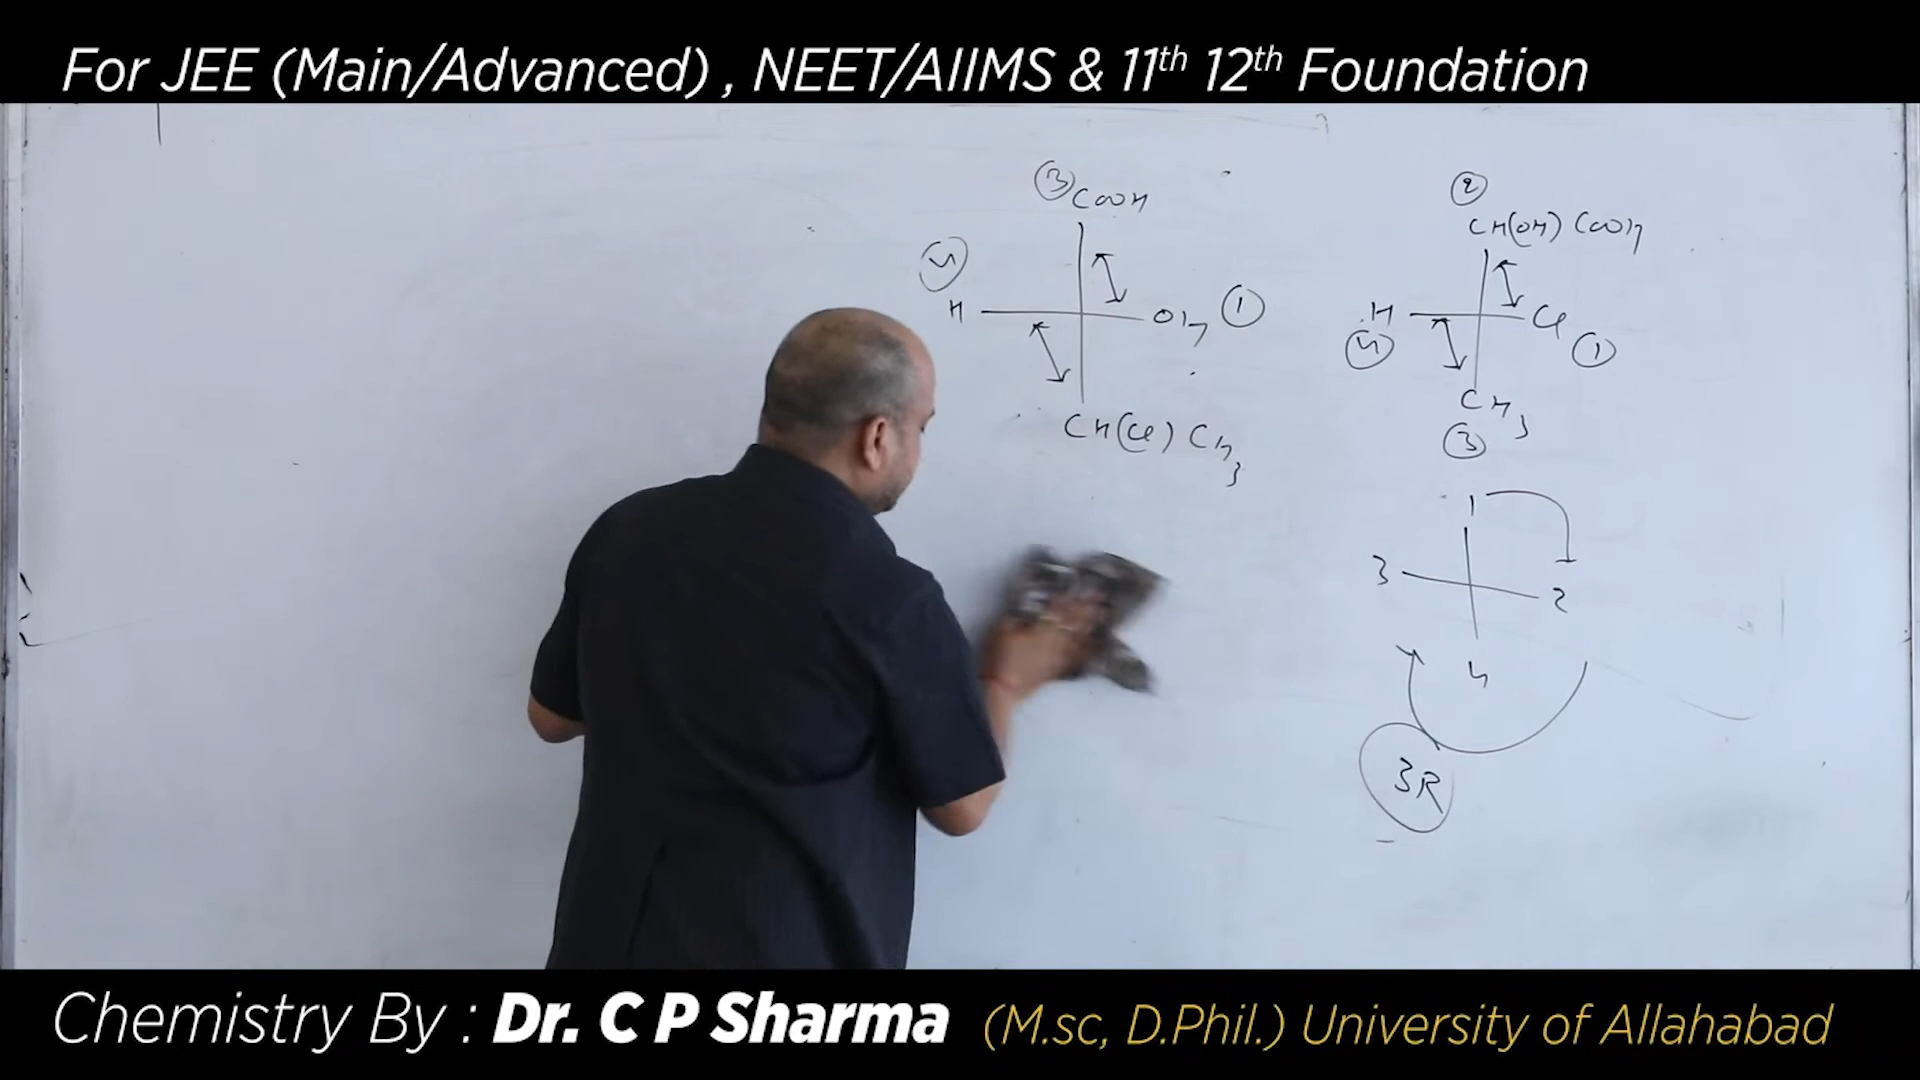 For JEE (Main/Advanced) , NEET/AIIMS & 11th 12th Foundation
3 COOH
4
H OH 1
CH(Cl) CH3
2
CH(OH) COOH
H Cl
4 1
CH3
3
1
3 2
4
3R
Chemistry By : Dr. C P Sharma (M.sc, D.Phil.) University of Allahabad